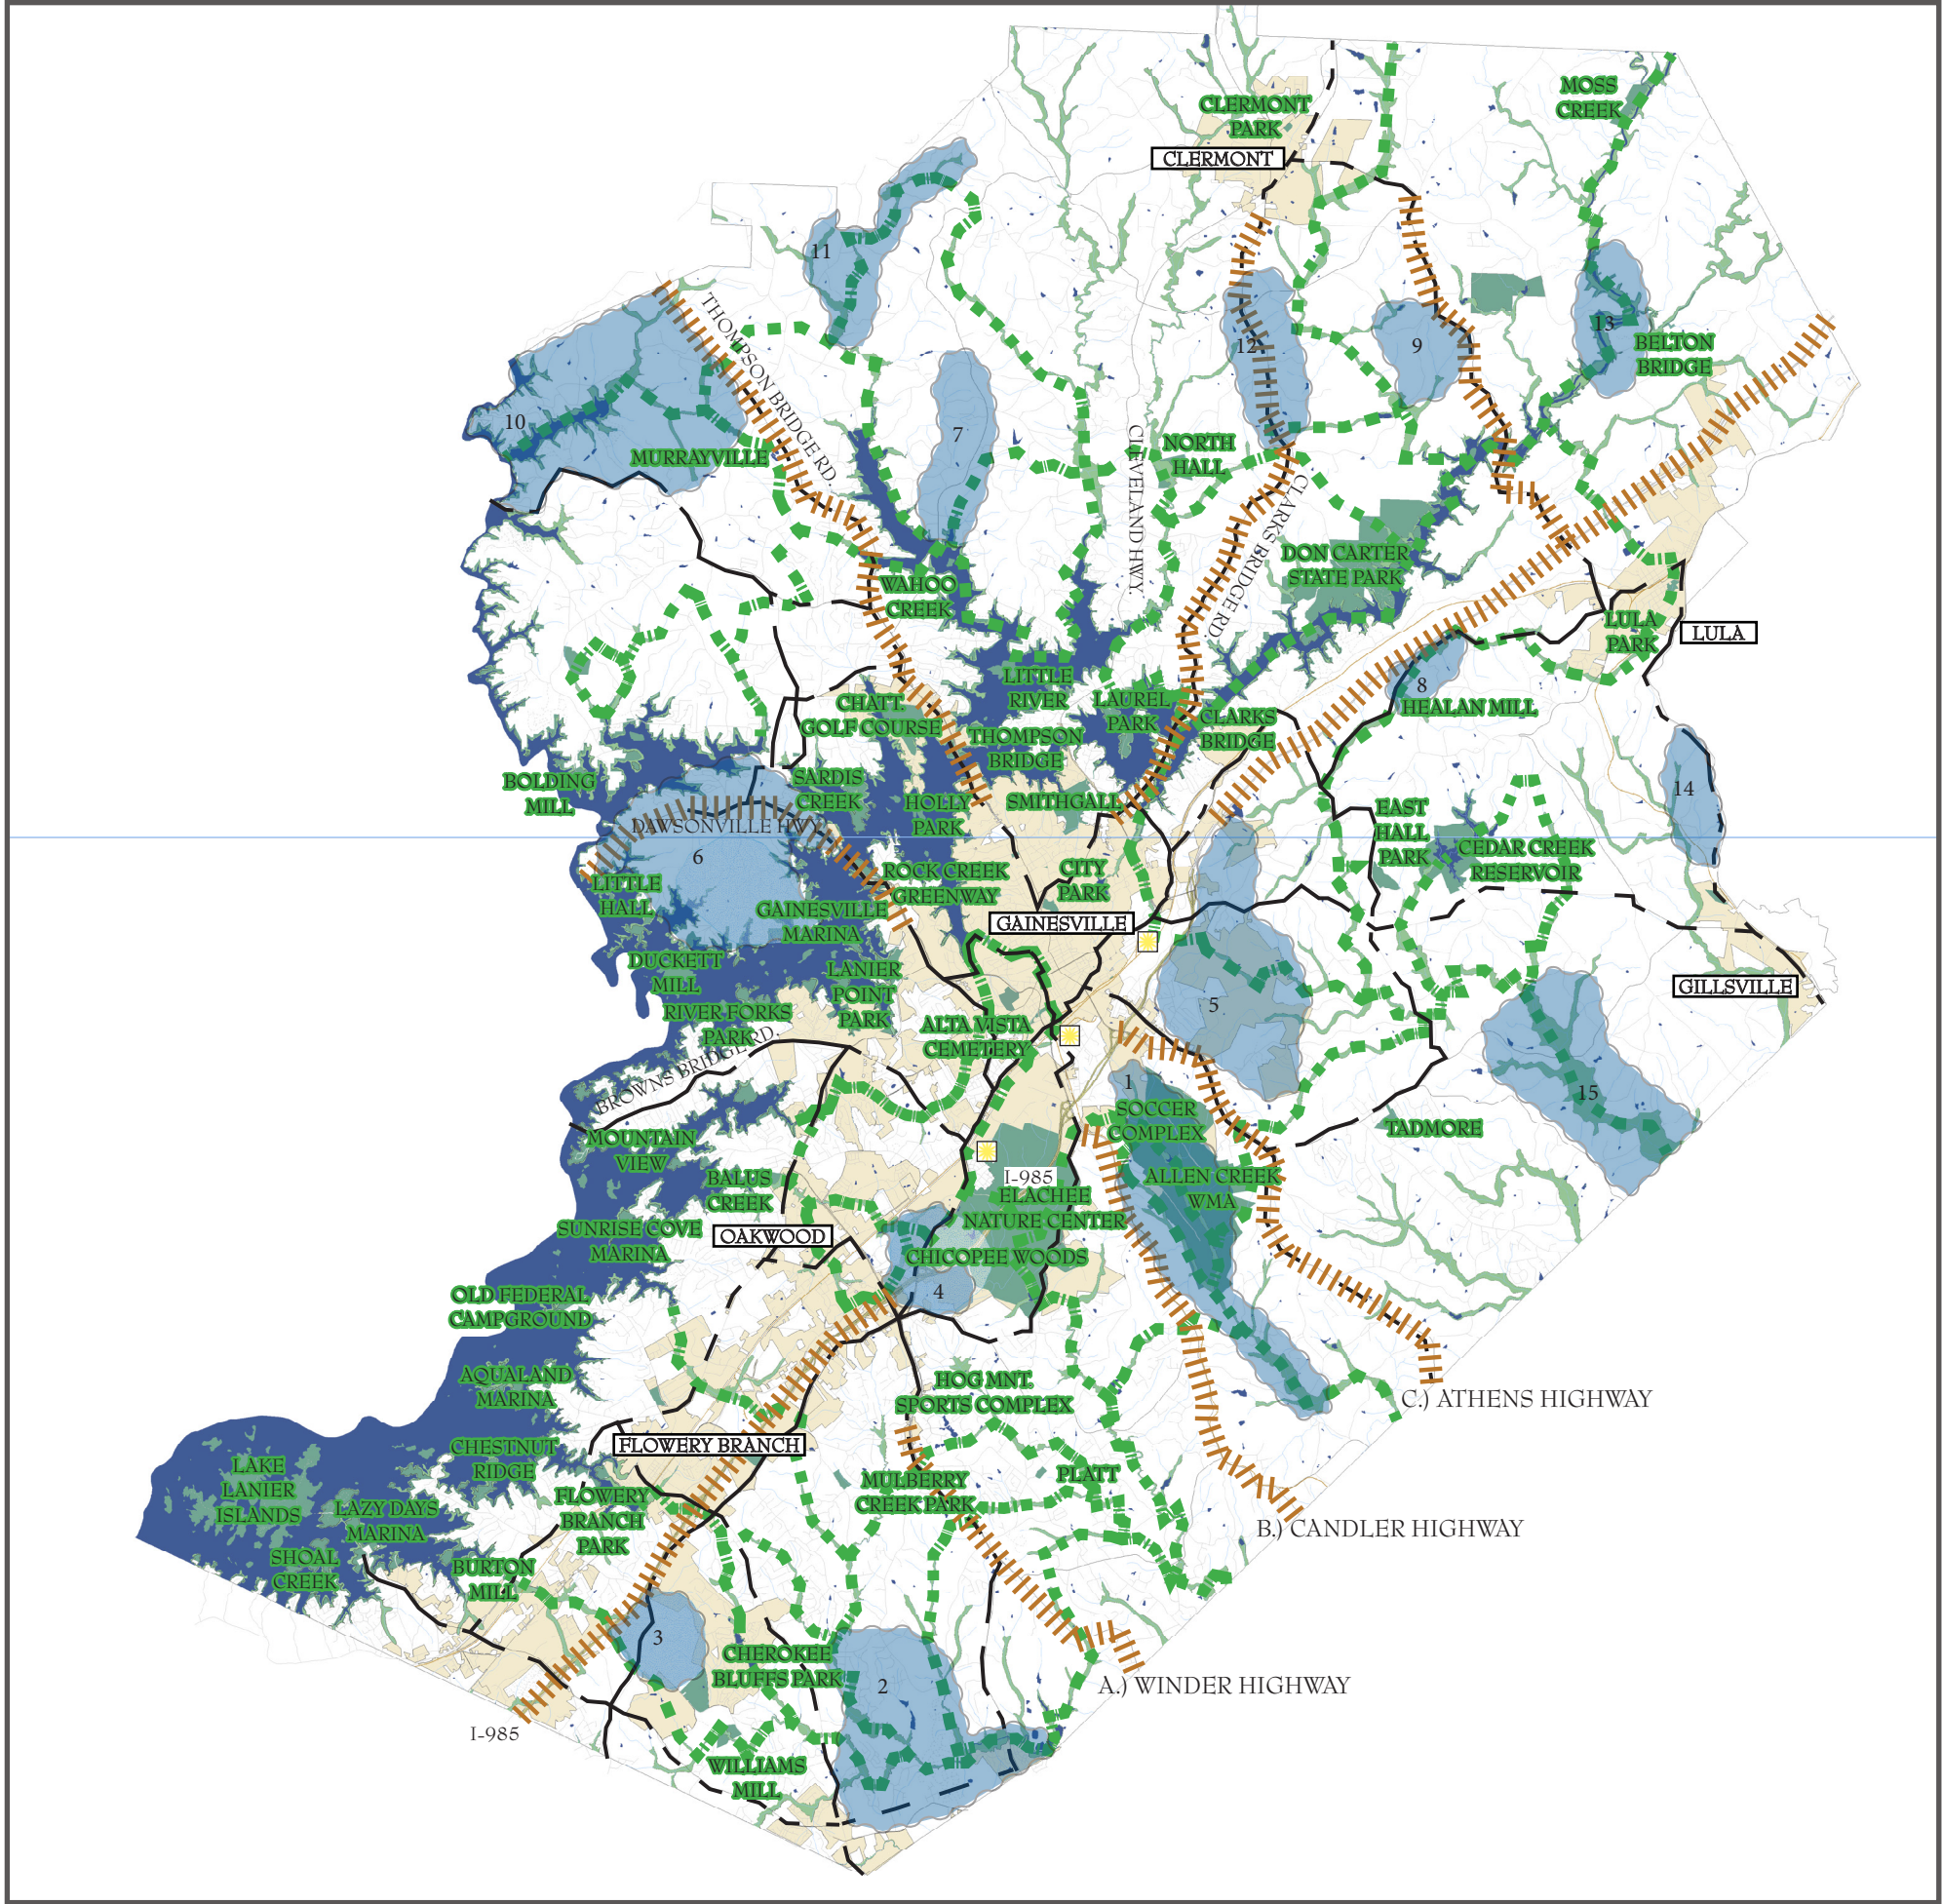 MOSS
CREEK
CLERMONT
PARK
CLERMONT
11
THOMPSON BRIDGE RD.
12
9
13
BELTON
BRIDGE
10
MURRAYVILLE
7
CLEVELAND HWY.
NORTH
HALL
CLARKS BRIDGE RD.
DON CARTER
STATE PARK
WAHOO
CREEK
LULA
PARK
LULA
LITTLE
RIVER
LAUREL
PARK
8
HEALAN MILL
CHATT.
GOLF COURSE
CLARKS
BRIDGE
THOMPSON
BRIDGE
BOLDING
MILL
SARDIS
CREEK
HOLLY
PARK
SMITHGALL
14
DAWSONVILLE HWY.
6
EAST
HALL
PARK
CEDAR CREEK
RESERVOIR
LITTLE
HALL
ROCK CREEK
GREENWAY
CITY
PARK
GAINESVILLE
MARINA
GAINESVILLE
DUCKETT
MILL
LANIER
POINT
PARK
GILLSVILLE
RIVER FORKS
PARK
5
ALTA VISTA
CEMETERY
BROWNS BRIDGE RD.
1
15
SOCCER
COMPLEX
TADMORE
MOUNTAIN
VIEW
BALUS
CREEK
I-985
ALLEN CREEK
WMA
ELACHEE
NATURE CENTER
SUNRISE COVE
MARINA
OAKWOOD
CHICOPEE WOODS
4
OLD FEDERAL
CAMPGROUND
AQUALAND
MARINA
HOG MNT.
SPORTS COMPLEX
C.) ATHENS HIGHWAY
CHESTNUT
RIDGE
FLOWERY BRANCH
LAKE
LANIER
ISLANDS
LAZY DAYS
MARINA
FLOWERY
BRANCH
PARK
MULBERRY
CREEK PARK
PLATT
B.) CANDLER HIGHWAY
SHOAL
CREEK
BURTON
MILL
3
CHEROKEE
BLUFFS PARK
2
A.) WINDER HIGHWAY
I-985
WILLIAMS
MILL